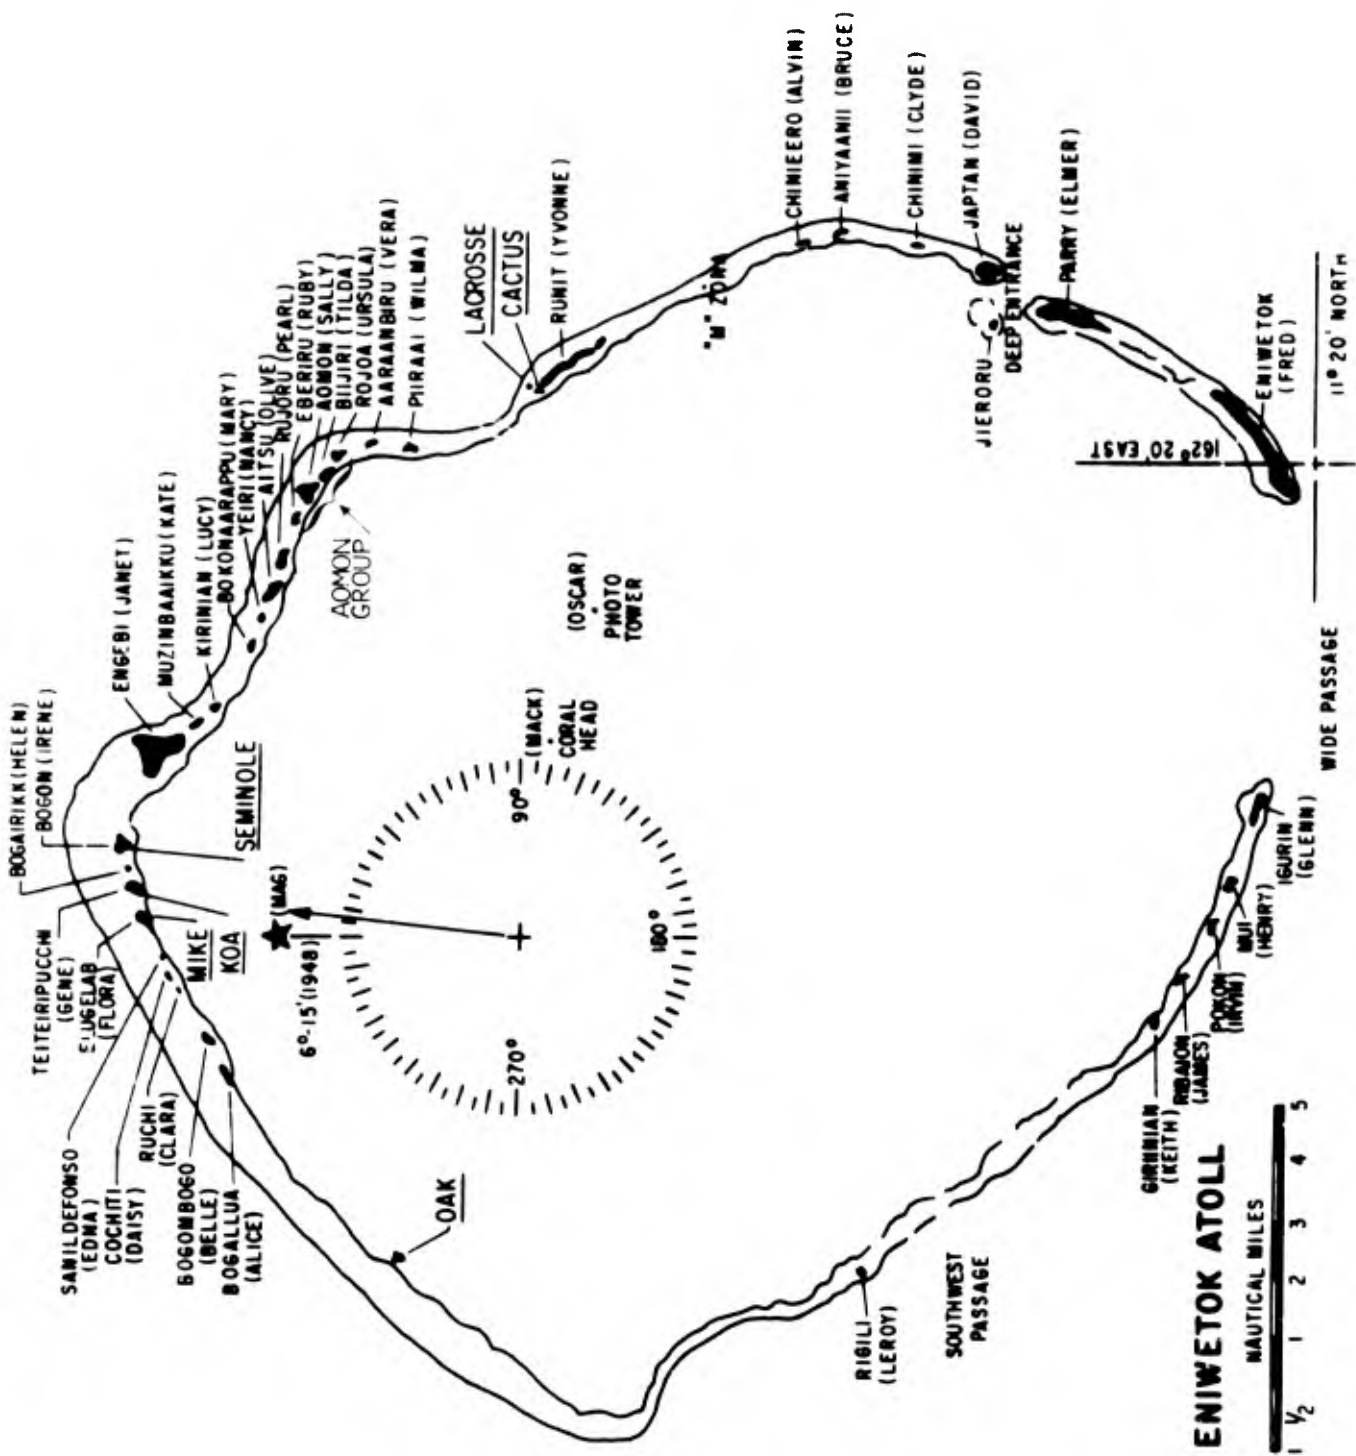 BOGAIRIKK (HELEN)
BOGON (IRENE)
TEITEIRIPUCCHI
(GENE)
(FLORA)
SANILDEFONSO
(EDNA)
COCHITI
(DAISY)
RUCHI
(CLARA)
BOGOMBOGO
(BELLE)
BOGALLUA
(ALICE)
ENGEBI (JANET)
MUZINBAAIKKU (KATE)
KIRINIAN (LUCY)
BOKONAARAPPU (MARY)
YEIRI (NANCY)
AITSU (OLIVE)
RUJORU (PEARL)
EBERIRU (RUBY)
AOMON (SALLY)
BIIJIRI (TILDA)
ROJOA (URSULA)
AARAANBIRU (VERA)
PIIRAAI (WILMA)
LACROSSE
CACTUS
RUNIT (YVONNE)
CHINIEERO (ALVIN)
ANIYAANII (BRUCE)
CHINIMI (CLYDE)
JAPTAN (DAVID)
JIERORU
DEEP ENTRANCE
PARRY (ELMER)
ENIWETOK
(FRED)
11° 20' NORTH
162° 20' EAST
"M" ZONA
AOMON
GROUP
(OSCAR)
PHOTO
TOWER
(MACK)
CORAL
HEAD
SEMINOLE
MIKE
KOA
(MAG)
6°-15' (1948)
90°
180°
270°
OAK
WIDE PASSAGE
IGURIN
(GLENN)
MUI
(HENRY)
POKON
(IRVIN)
RIBAION
(JAMES)
GIRINIAN
(KEITH)
SOUTHWEST
PASSAGE
RIGILI
(LEROY)
ENIWETOK ATOLL
NAUTICAL MILES
1 1/2 1 2 3 4 5